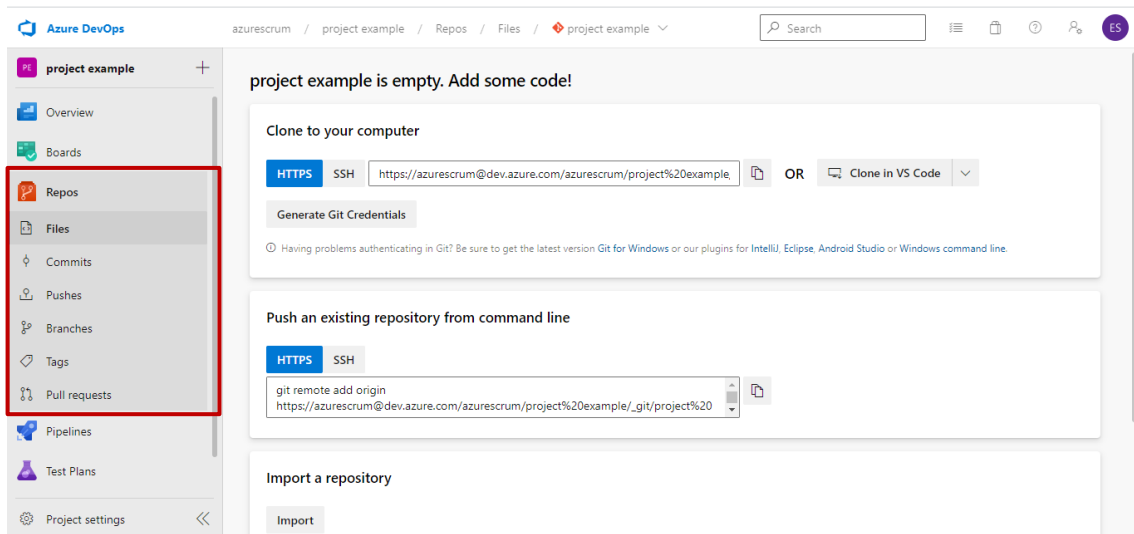 Azure DevOps
azurescrum / project example / Repos / Files / project example
Search
ES
PE project example
Overview
Boards
Repos
Files
Commits
Pushes
Branches
Tags
Pull requests
Pipelines
Test Plans
Project settings
project example is empty. Add some code!
Clone to your computer
HTTPS SSH https://azurescrum@dev.azure.com/azurescrum/project%20example, OR Clone in VS Code
Generate Git Credentials
Having problems authenticating in Git? Be sure to get the latest version Git for Windows or our plugins for IntelliJ, Eclipse, Android Studio or Windows command line.
Push an existing repository from command line
HTTPS SSH
git remote add origin
https://azurescrum@dev.azure.com/azurescrum/project%20example/_git/project%20
Import a repository
Import